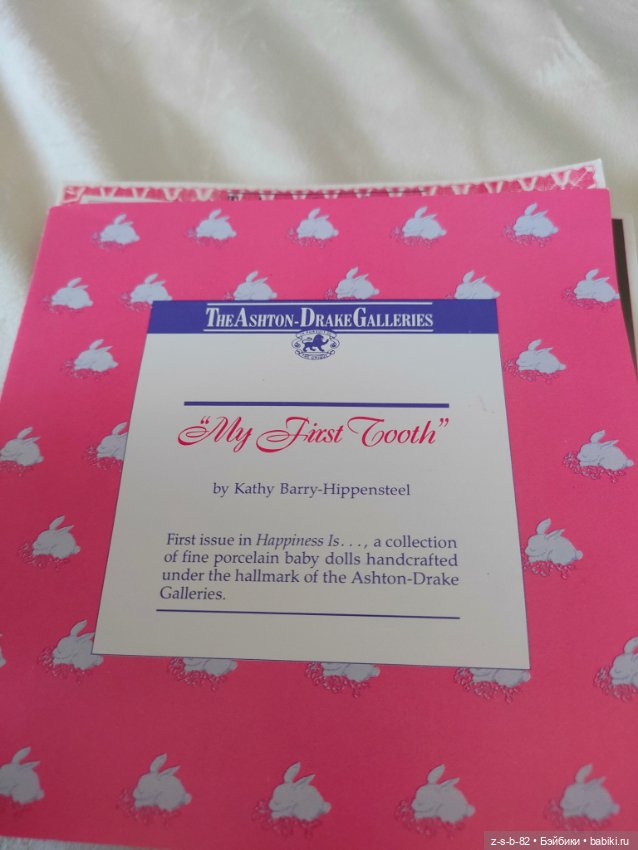 The Ashton-Drake Galleries
"My First Tooth"
by Kathy Barry-Hippensteel
First issue in Happiness Is . . . , a collection
of fine porcelain baby dolls handcrafted
under the hallmark of the Ashton-Drake
Galleries.
z-s-b-82 • Бэйбики • babiki.ru